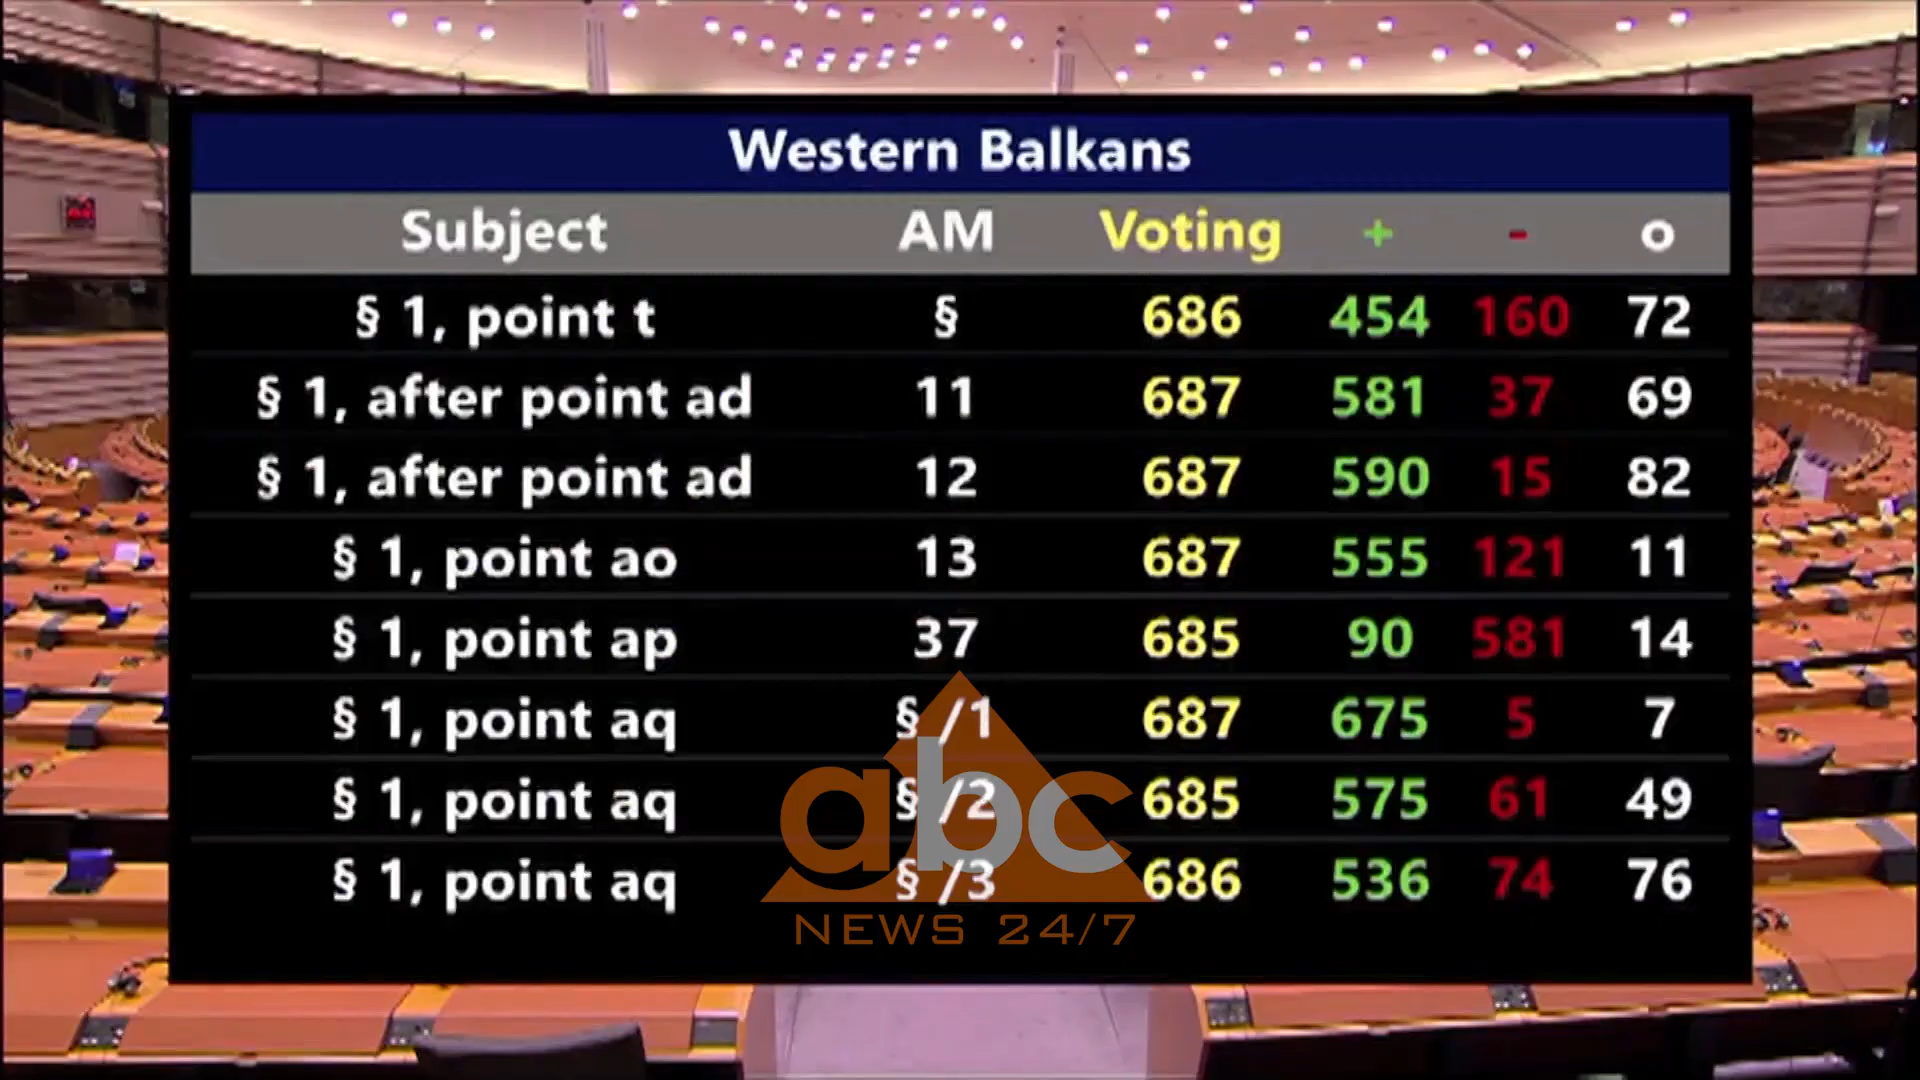 Western Balkans
Subject AM Voting + - o
§ 1, point t § 686 454 160 72
§ 1, after point ad 11 687 581 37 69
§ 1, after point ad 12 687 590 15 82
§ 1, point ao 13 687 555 121 11
§ 1, point ap 37 685 90 581 14
§ 1, point aq § /1 687 675 5 7
§ 1, point aq § /2 685 575 61 49
§ 1, point aq § /3 686 536 74 76
abc
NEWS 24/7